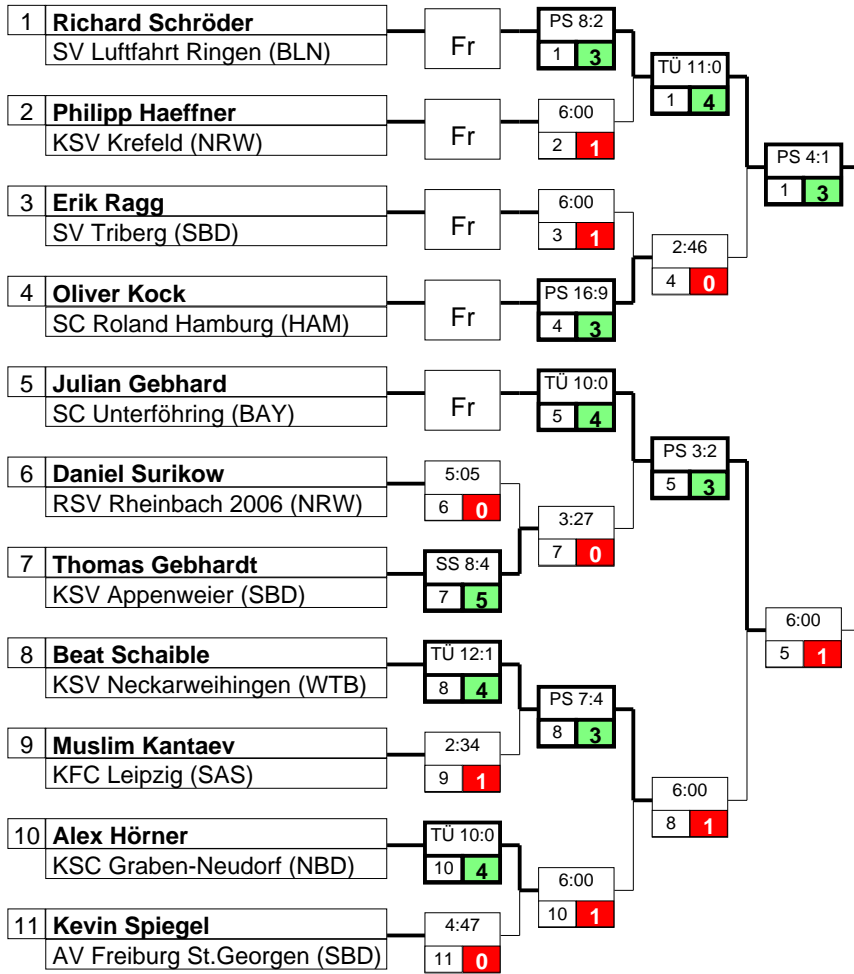 1 Richard Schröder
SV Luftfahrt Ringen (BLN)
Fr
PS 8:2
1 3
TÜ 11:0
1 4
2 Philipp Haeffner
KSV Krefeld (NRW)
Fr
6:00
2 1
PS 4:1
1 3
3 Erik Ragg
SV Triberg (SBD)
Fr
6:00
3 1
2:46
4 0
4 Oliver Kock
SC Roland Hamburg (HAM)
Fr
PS 16:9
4 3
5 Julian Gebhard
SC Unterföhring (BAY)
Fr
TÜ 10:0
5 4
PS 3:2
5 3
6 Daniel Surikow
RSV Rheinbach 2006 (NRW)
5:05
6 0
3:27
7 0
7 Thomas Gebhardt
KSV Appenweier (SBD)
SS 8:4
7 5
6:00
5 1
8 Beat Schaible
KSV Neckarweihingen (WTB)
TÜ 12:1
8 4
PS 7:4
8 3
9 Muslim Kantaev
KFC Leipzig (SAS)
2:34
9 1
6:00
8 1
10 Alex Hörner
KSC Graben-Neudorf (NBD)
TÜ 10:0
10 4
6:00
10 1
11 Kevin Spiegel
AV Freiburg St.Georgen (SBD)
4:47
11 0